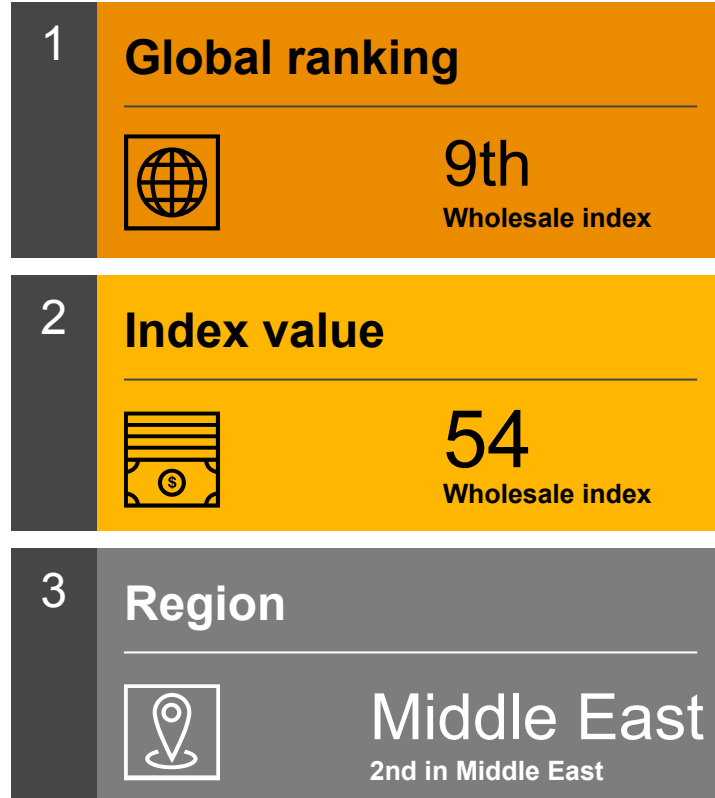 1
Global ranking
9th
Wholesale index
2
Index value
$
54
Wholesale index
3
Region
Middle East
2nd in Middle East